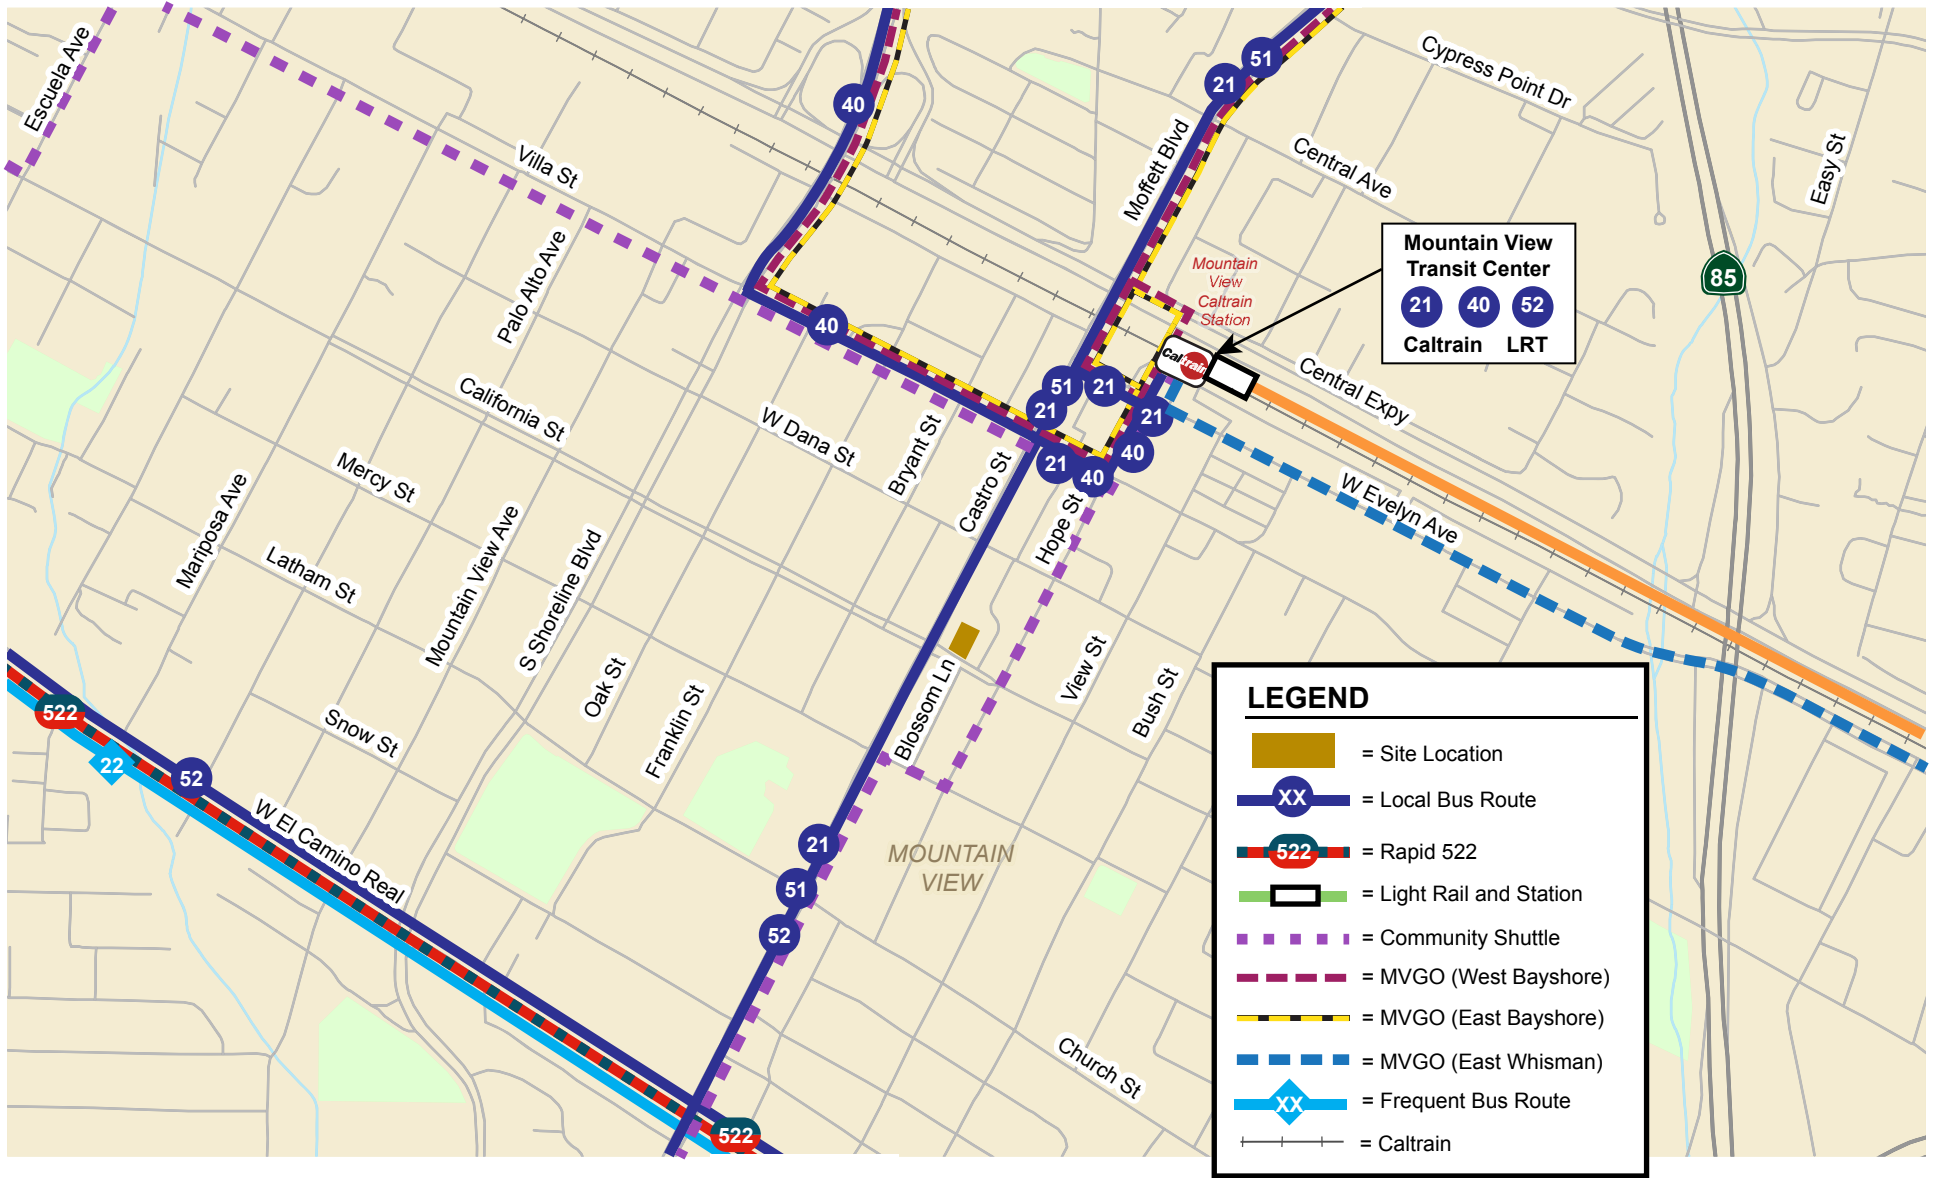 Escuela Ave
Villa St
40
Moffett Blvd
21
51
Cypress Point Dr
Central Ave
Easy St
85
Mountain View
Transit Center
21 40 52
Caltrain LRT
Mountain
View
Caltrain
Station
Caltrain
Palo Alto Ave
40
California St
W Dana St
Bryant St
Castro St
51
21
21
21
21
40
40
Central Expy
W Evelyn Ave
Hope St
Mercy St
Mariposa Ave
Latham St
Mountain View Ave
S Shoreline Blvd
Oak St
Franklin St
Blossom Ln
View St
Bush St
Snow St
522
22
52
W El Camino Real
21
51
52
MOUNTAIN
VIEW
Church St
522
LEGEND
= Site Location
XX = Local Bus Route
522 = Rapid 522
= Light Rail and Station
= Community Shuttle
= MVGO (West Bayshore)
= MVGO (East Bayshore)
= MVGO (East Whisman)
XX = Frequent Bus Route
= Caltrain